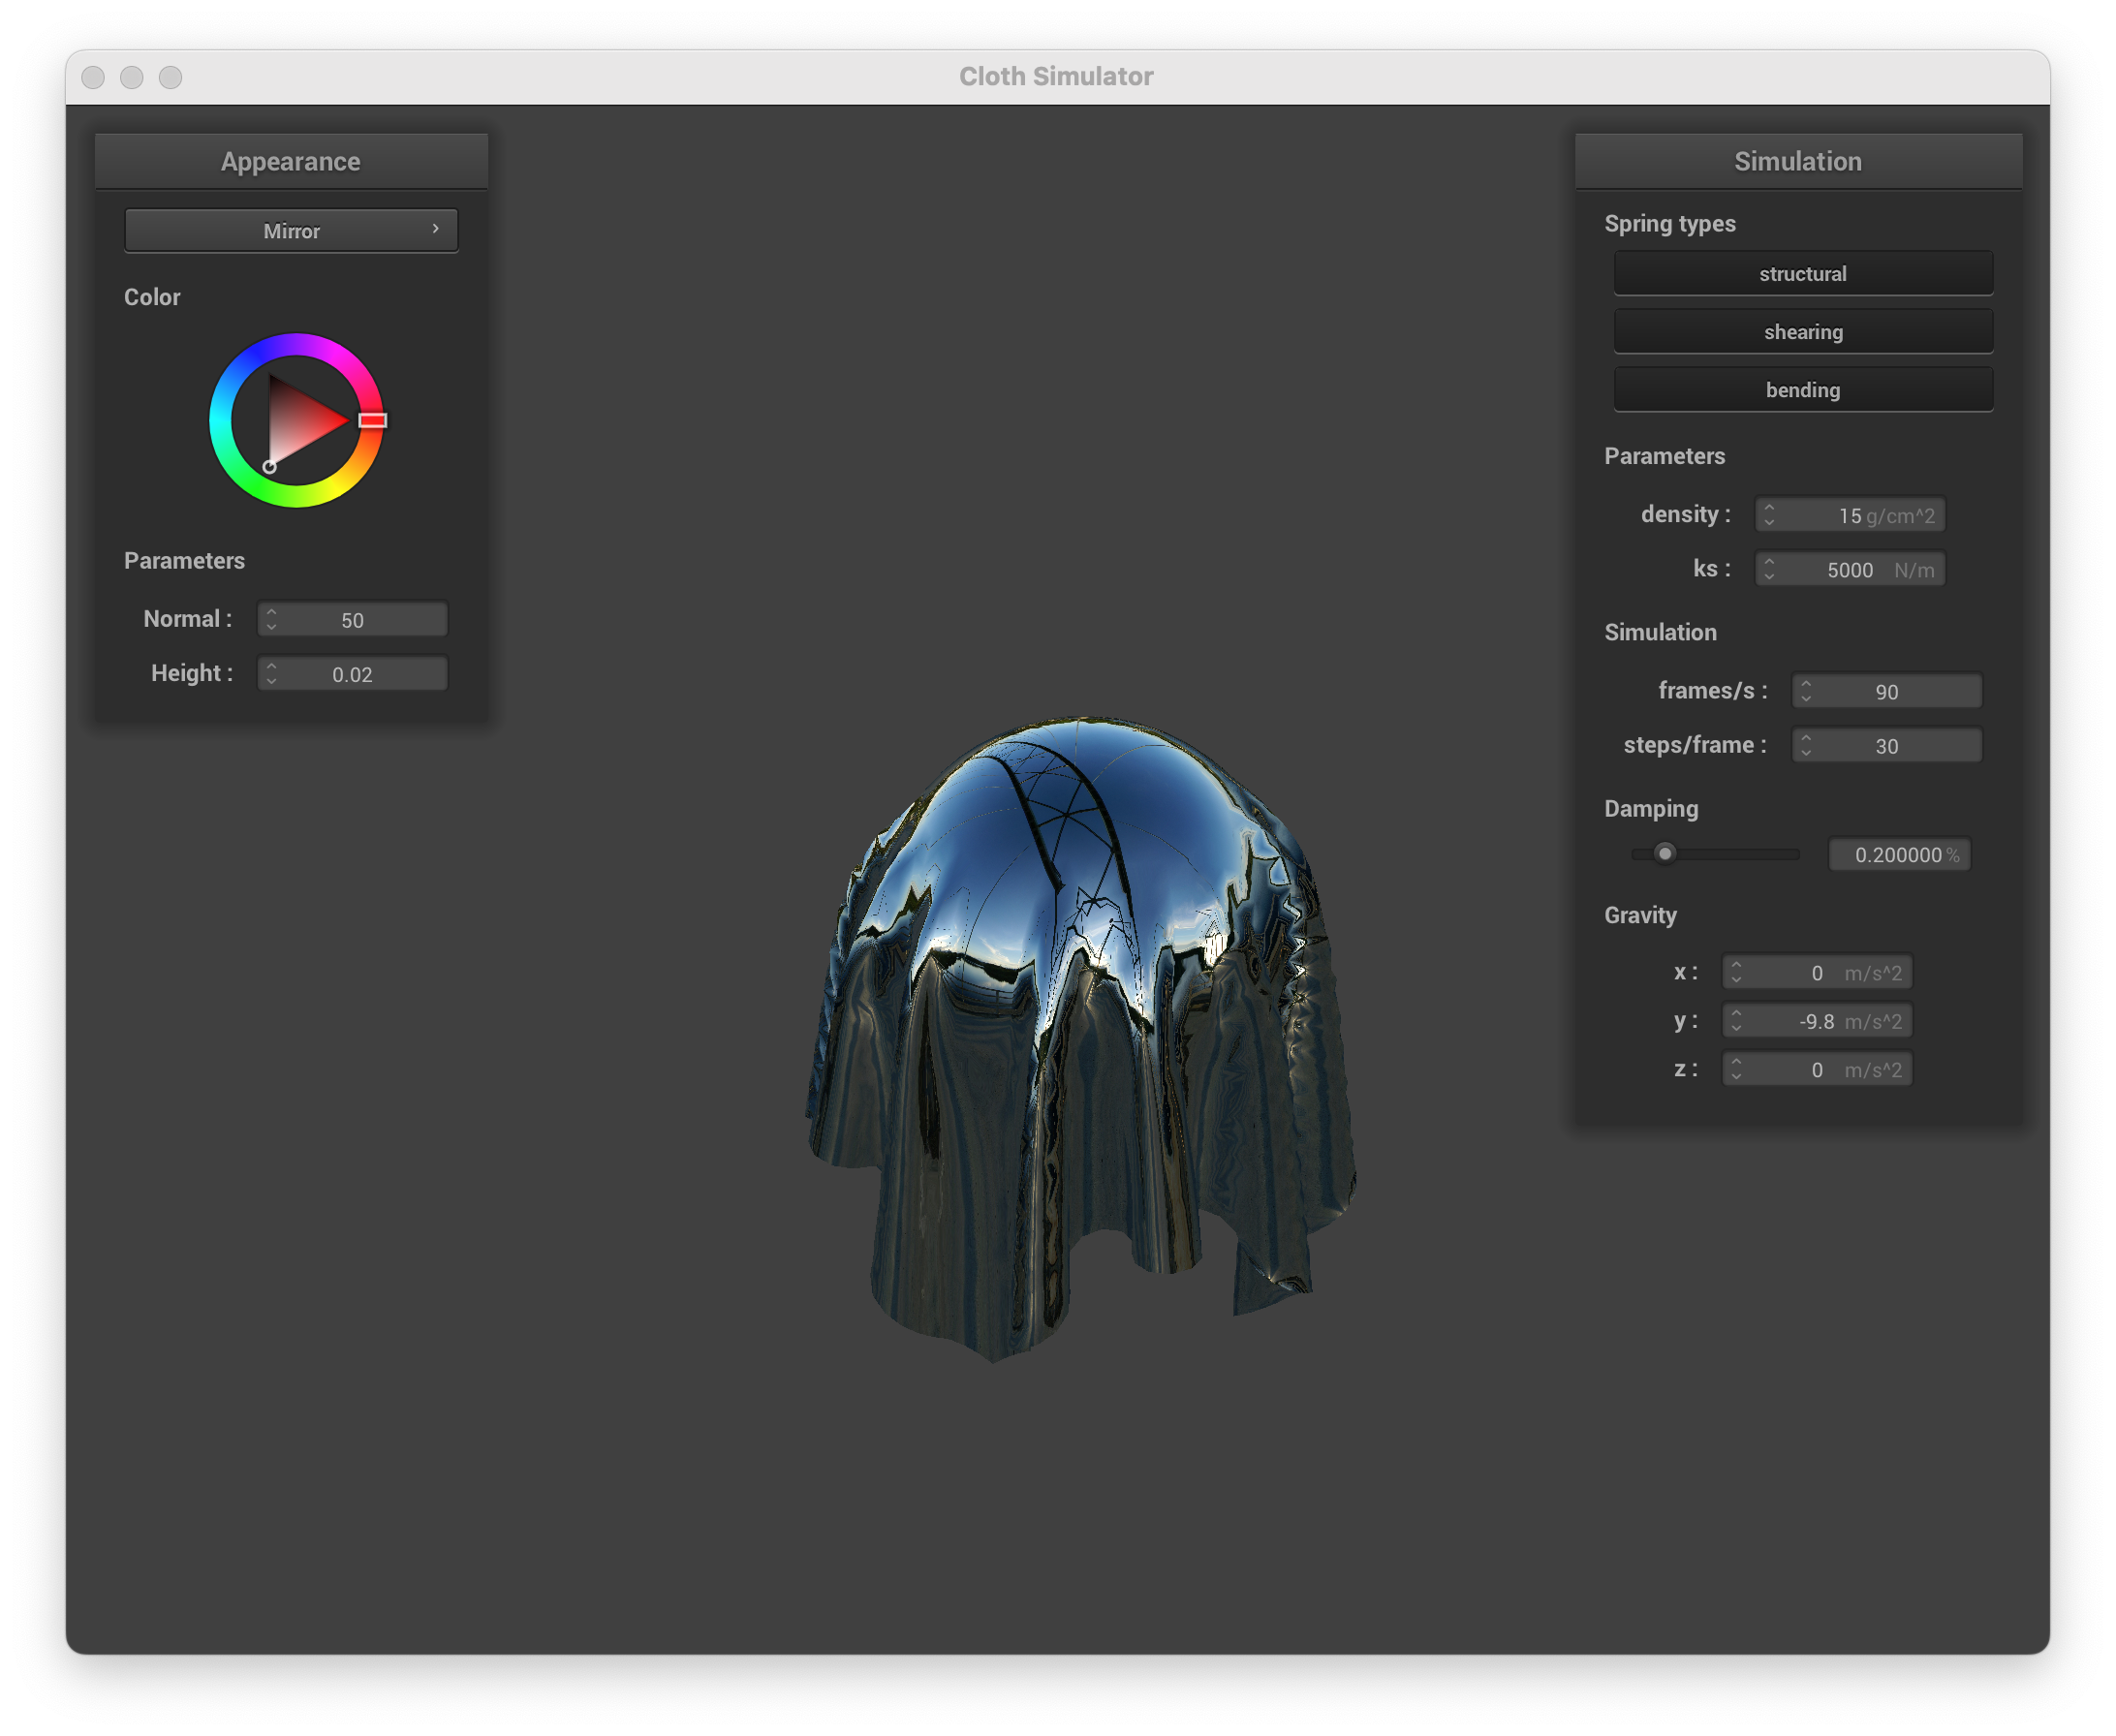 Cloth Simulator
Appearance
Mirror
Color
Parameters
Normal : 50
Height : 0.02
Simulation
Spring types
structural
shearing
bending
Parameters
density : 15 g/cm^2
ks : 5000 N/m
Simulation
frames/s : 90
steps/frame : 30
Damping
0.200000 %
Gravity
x : 0 m/s^2
y : -9.8 m/s^2
z : 0 m/s^2